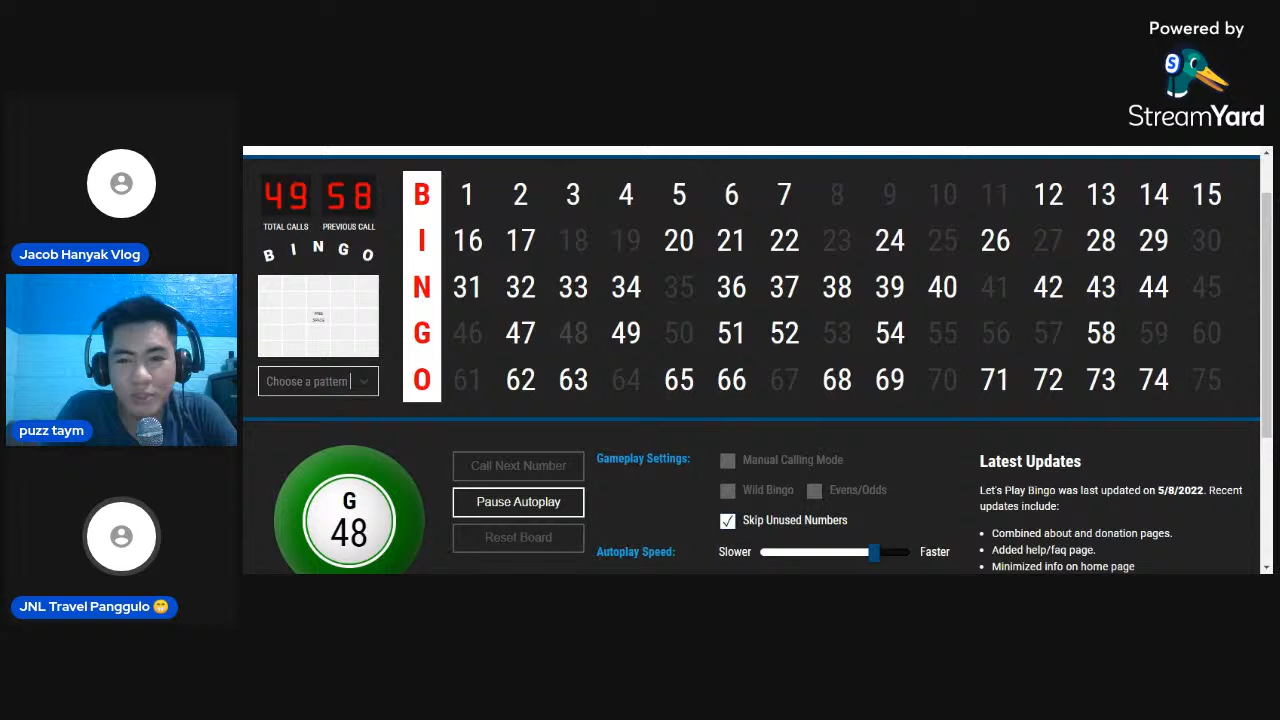 Powered by
StreamYard
Jacob Hanyak Vlog
puzz taym
JNL Travel Panggulo 😁
49 58
TOTAL CALLS PREVIOUS CALL
B I N G O
FREE
SPACE
Choose a pattern
B 1 2 3 4 5 6 7 8 9 10 11 12 13 14 15
I 16 17 18 19 20 21 22 23 24 25 26 27 28 29 30
N 31 32 33 34 35 36 37 38 39 40 41 42 43 44 45
G 46 47 48 49 50 51 52 53 54 55 56 57 58 59 60
O 61 62 63 64 65 66 67 68 69 70 71 72 73 74 75
G
48
Call Next Number
Pause Autoplay
Reset Board
Gameplay Settings:
Manual Calling Mode
Wild Bingo Evens/Odds
Skip Unused Numbers
Autoplay Speed: Slower Faster
Latest Updates
Let's Play Bingo was last updated on 5/8/2022. Recent
updates include:
• Combined about and donation pages.
• Added help/faq page.
• Minimized info on home page